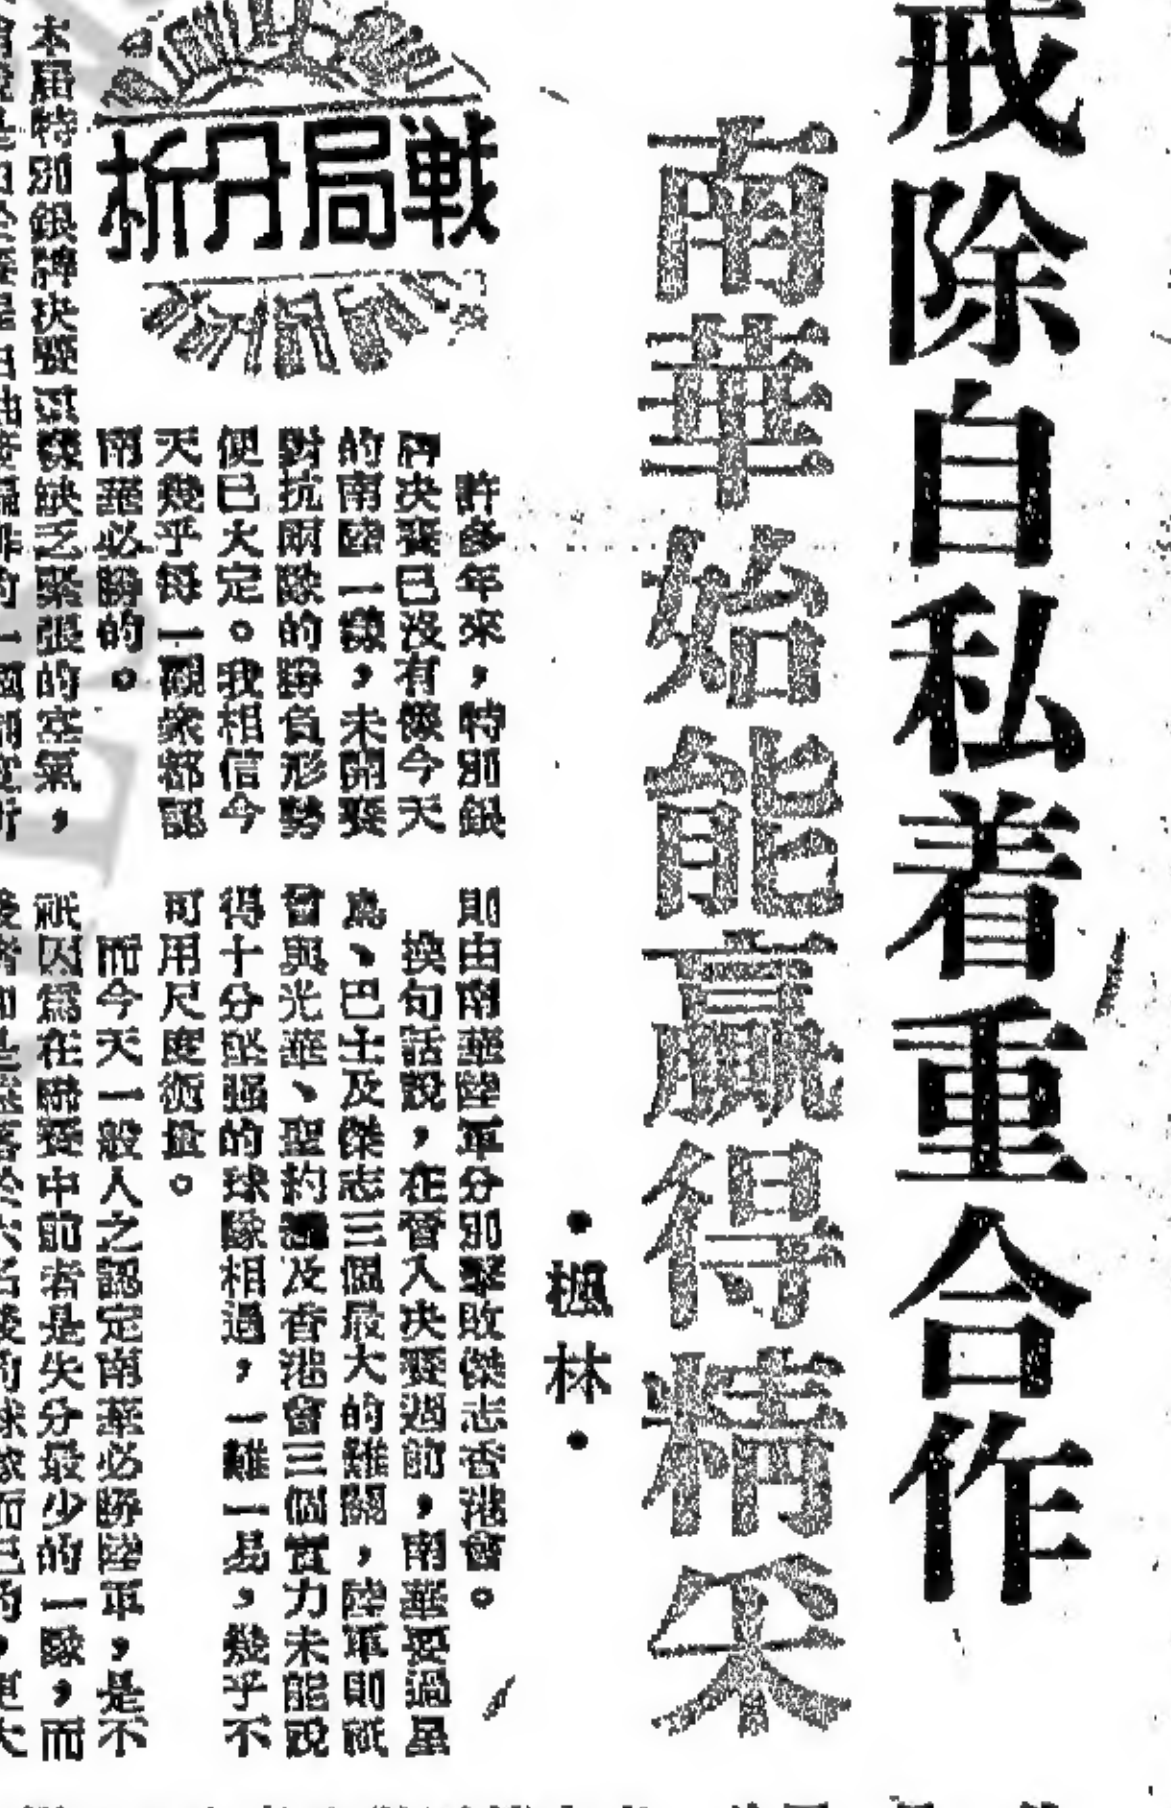 戒除自私着重合作
南華始能贏得精采
•楓林•
戰局分析
許多年來,特別銀
牌决賽已沒有像今天
的南陸一樣,未開賽
對抗兩隊的勝負形勢
便已大定。我相信今
天幾乎每一觀衆都認
南華必勝的。
本屆特別銀牌决賽
缺乏緊張的空氣,
則由南華陸軍分別擊敗傑志香港會。
換句話說,在晉入决賽過的,南華要過星
島、巴士及傑志三個最大的難關,陸軍則祇
曾與光華、聖約瑟及香港會三個實力未能說
得十分堅强的球隊相遇,一難一易,幾乎不
可用尺度衡量。
而今天一般人之認定南華必勝陸軍,是不
祇因爲在聯賽中前者是失分最少的一隊,而